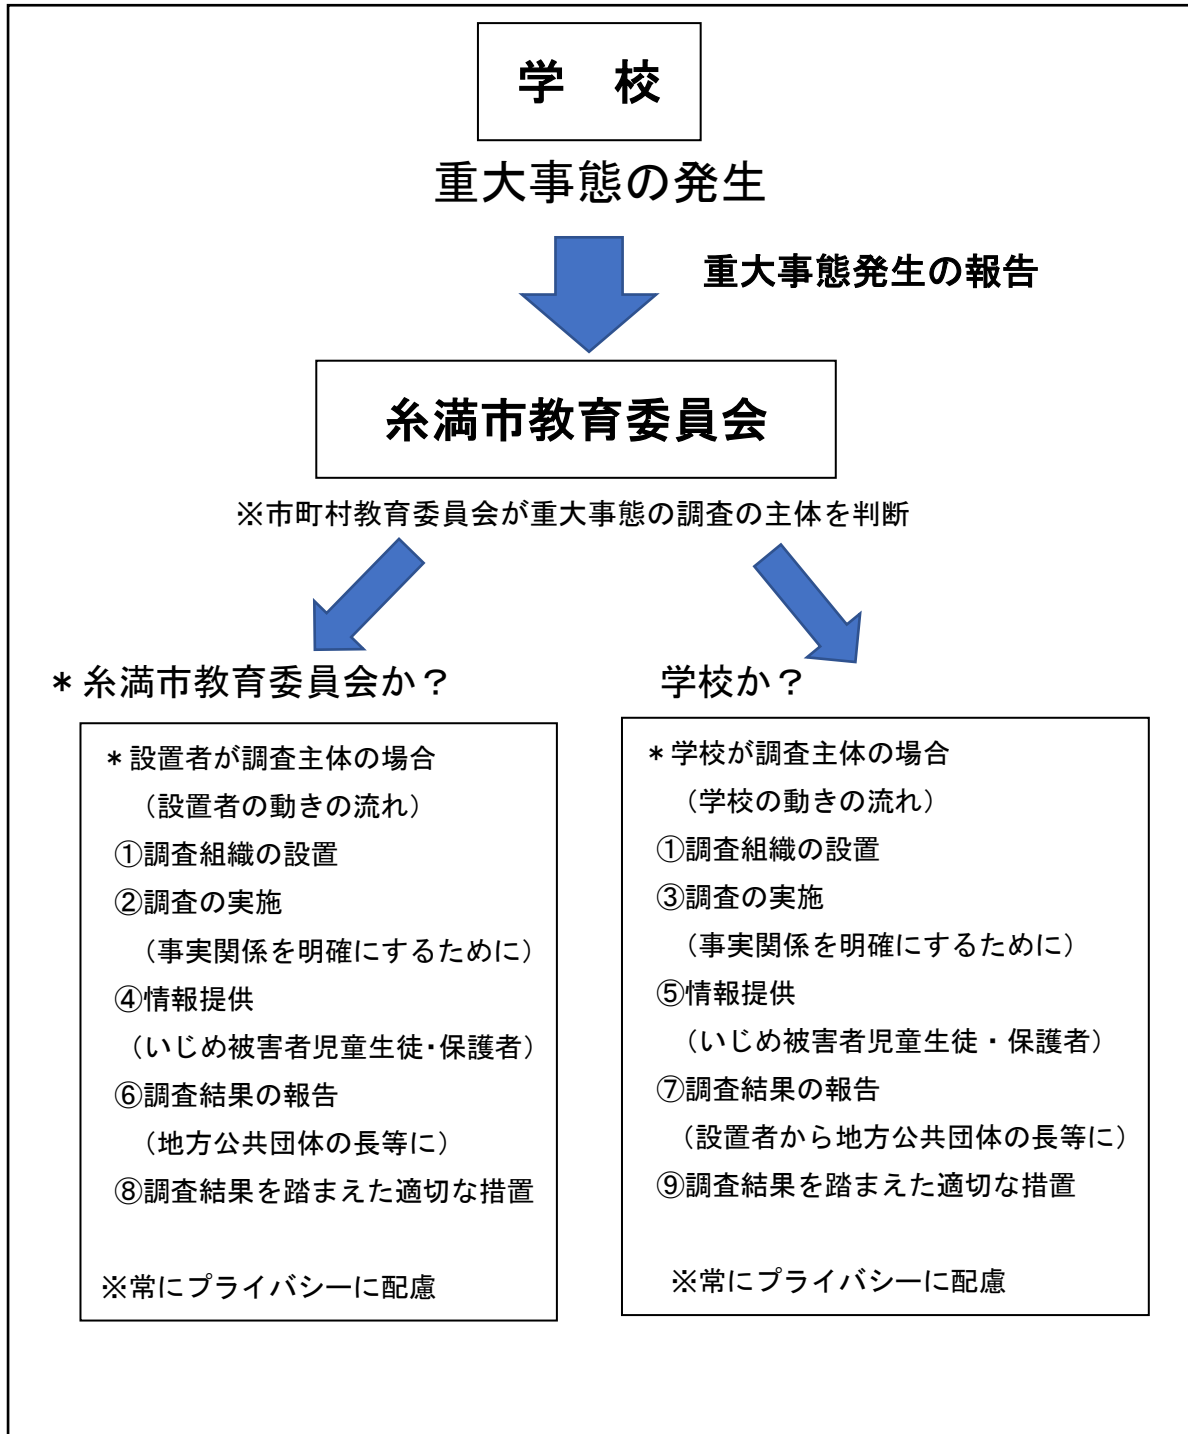 学　校
重大事態の発生
重大事態発生の報告
糸満市教育委員会
※市町村教育委員会が重大事態の調査の主体を判断
＊糸満市教育委員会か？
＊設置者が調査主体の場合
（設置者の動きの流れ）
①調査組織の設置
②調査の実施
（事実関係を明確にするために）
④情報提供
（いじめ被害者児童生徒・保護者）
⑥調査結果の報告
（地方公共団体の長等に）
⑧調査結果を踏まえた適切な措置
※常にプライバシーに配慮
学校か？
＊学校が調査主体の場合
（学校の動きの流れ）
①調査組織の設置
③調査の実施
（事実関係を明確にするために）
⑤情報提供
（いじめ被害者児童生徒・保護者）
⑦調査結果の報告
（設置者から地方公共団体の長等に）
⑨調査結果を踏まえた適切な措置
※常にプライバシーに配慮